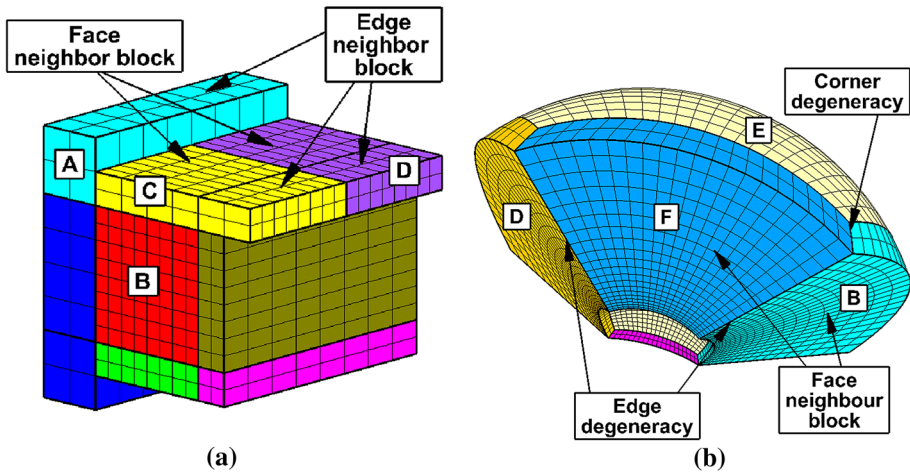 Face
neighbor block
Edge
neighbor
block
A
C
D
B
(a)
Corner
degeneracy
E
D
F
B
Edge
degeneracy
Face
neighbour
block
(b)